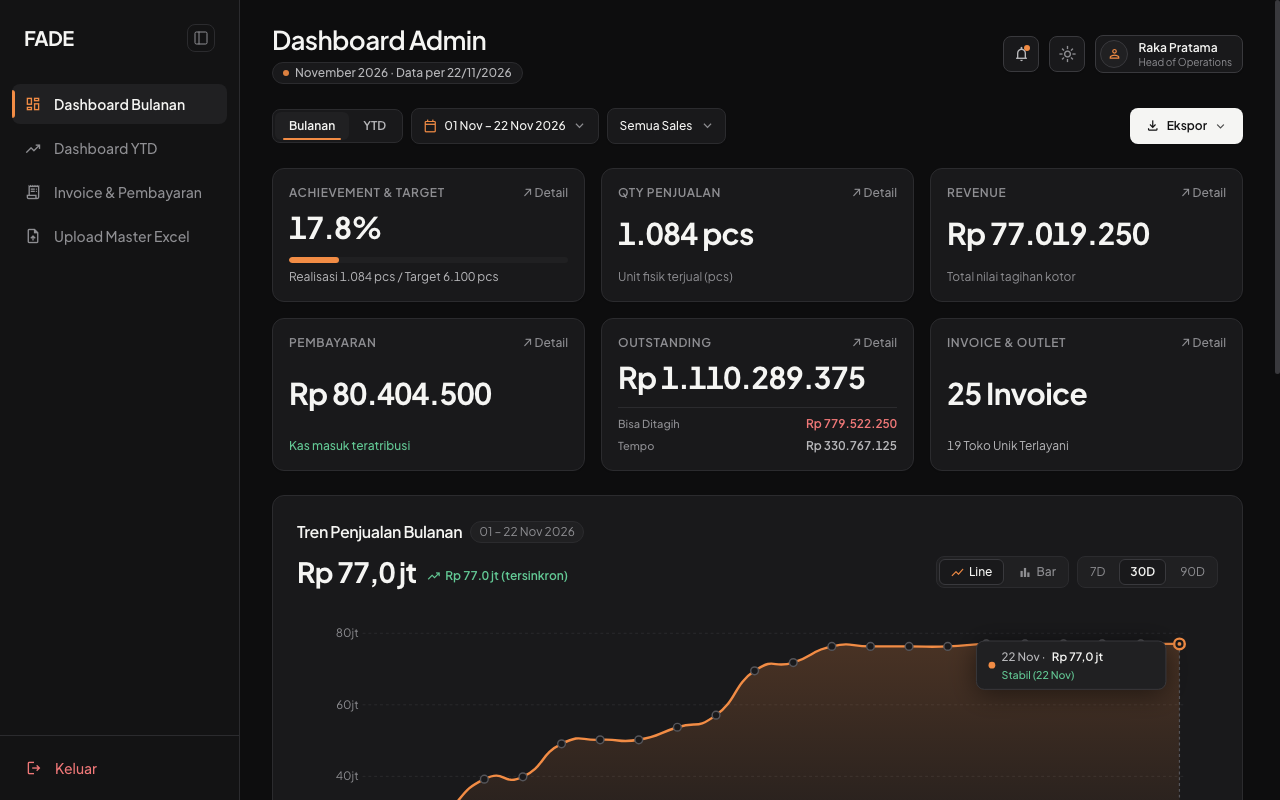 FADE
Dashboard Bulanan
Dashboard YTD
Invoice & Pembayaran
Upload Master Excel
Keluar
Dashboard Admin
November 2026 · Data per 22/11/2026
Raka Pratama
Head of Operations
Bulanan YTD 01 Nov – 22 Nov 2026 Semua Sales Ekspor
ACHIEVEMENT & TARGET Detail
17.8%
Realisasi 1.084 pcs / Target 6.100 pcs
QTY PENJUALAN Detail
1.084 pcs
Unit fisik terjual (pcs)
REVENUE Detail
Rp 77.019.250
Total nilai tagihan kotor
PEMBAYARAN Detail
Rp 80.404.500
Kas masuk teratribusi
OUTSTANDING Detail
Rp 1.110.289.375
Bisa Ditagih Rp 779.522.250
Tempo Rp 330.767.125
INVOICE & OUTLET Detail
25 Invoice
19 Toko Unik Terlayani
Tren Penjualan Bulanan 01 – 22 Nov 2026
Rp 77,0 jt Rp 77.0 jt (tersinkron)
Line Bar 7D 30D 90D
80jt
22 Nov · Rp 77,0 jt
Stabil (22 Nov)
60jt
40jt